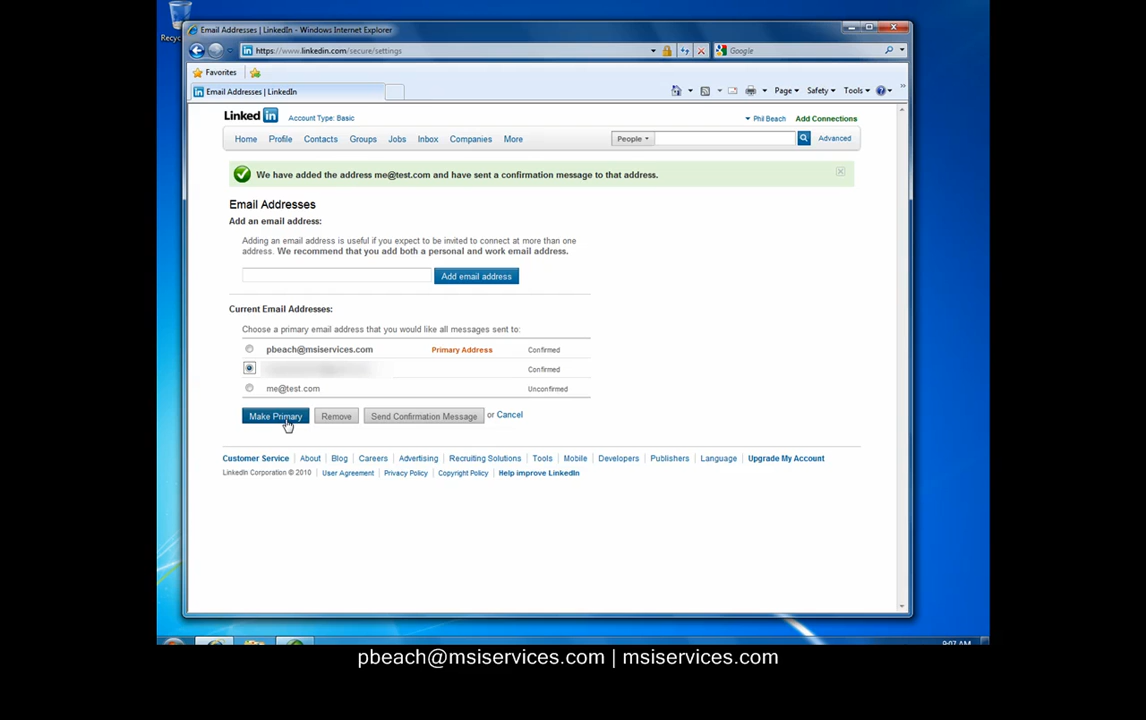 Recyc
Email Addresses | LinkedIn - Windows Internet Explorer
https://www.linkedin.com/secure/settings
Google
Favorites
Email Addresses | LinkedIn
Page Safety Tools
Linked in Account Type: Basic Phil Beach Add Connections
Home Profile Contacts Groups Jobs Inbox Companies More People Advanced
We have added the address me@test.com and have sent a confirmation message to that address.
Email Addresses
Add an email address:
Adding an email address is useful if you expect to be invited to connect at more than one
address. We recommend that you add both a personal and work email address.
Add email address
Current Email Addresses:
Choose a primary email address that you would like all messages sent to:
pbeach@msiservices.com Primary Address Confirmed
Confirmed
me@test.com Unconfirmed
Make Primary Remove Send Confirmation Message or Cancel
Customer Service About Blog Careers Advertising Recruiting Solutions Tools Mobile Developers Publishers Language Upgrade My Account
LinkedIn Corporation © 2010 User Agreement Privacy Policy Copyright Policy Help improve LinkedIn
9:07 AM
pbeach@msiservices.com | msiservices.com